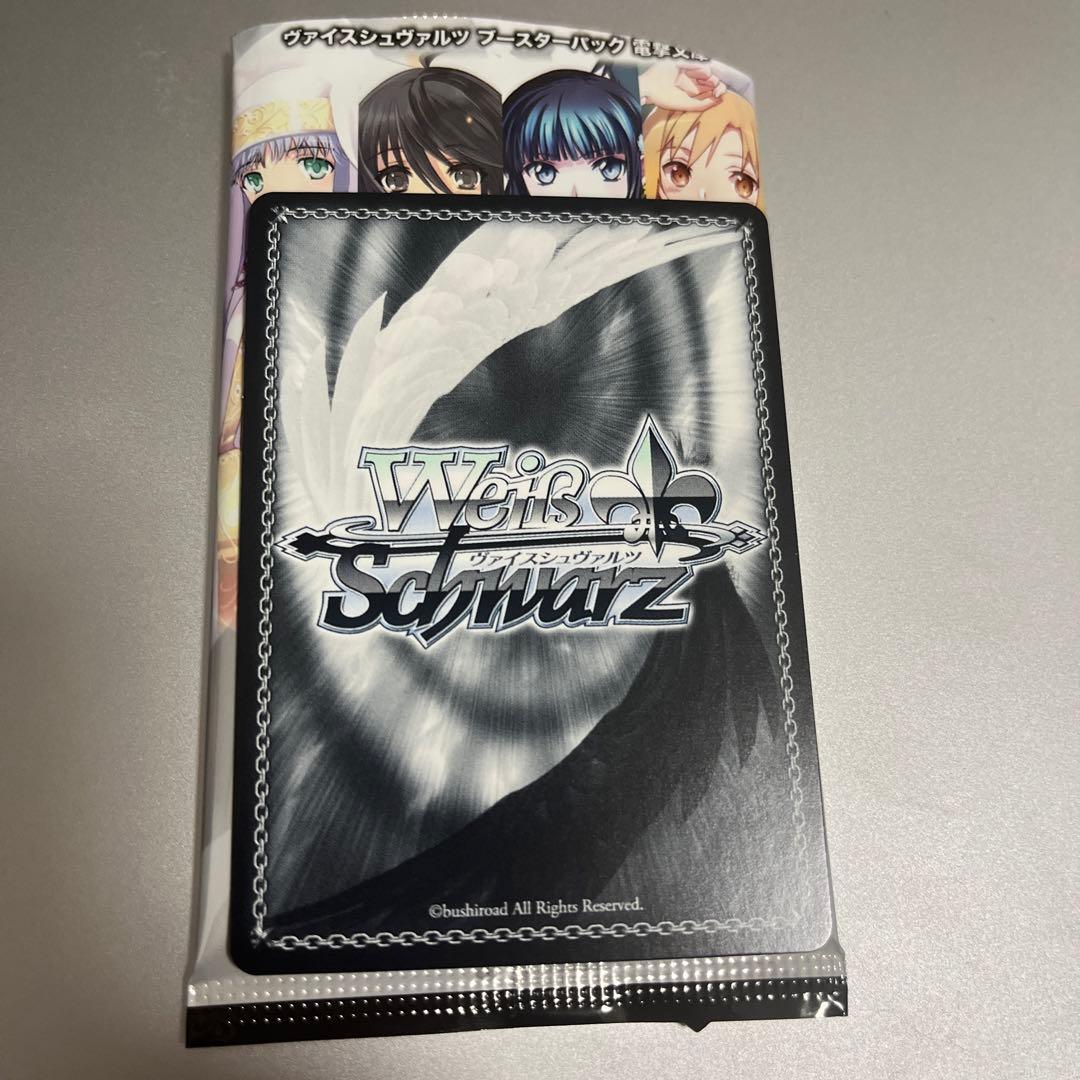 ヴァイスシュヴァルツ ブースターパック 電撃文庫
Weiß
ヴァイスシュヴァルツ
Schwarz
©bushiroad All Rights Reserved.